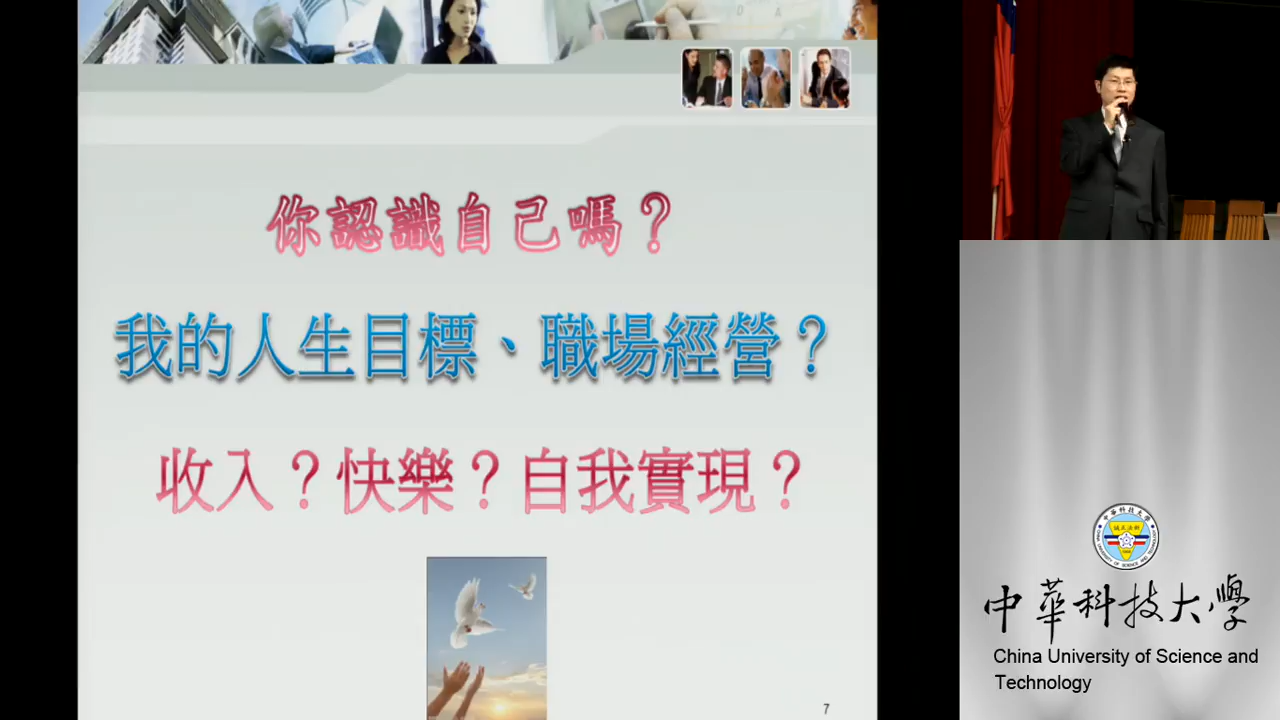 你認識自己嗎？
我的人生目標、職場經營？
收入？快樂？自我實現？
7
中華科技大學
China University of Science and
Technology